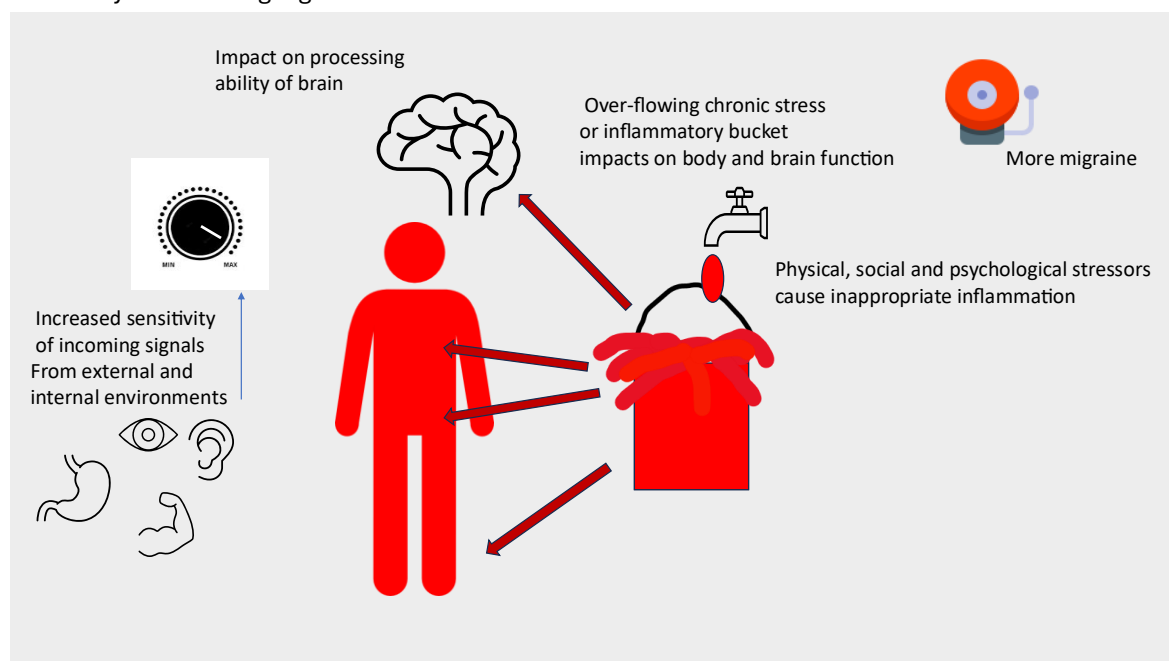 Impact on processing
ability of brain
Over-flowing chronic stress
or inflammatory bucket
impacts on body and brain function
More migraine
MIN MAX
Physical, social and psychological stressors
cause inappropriate inflammation
Increased sensitivity
of incoming signals
From external and
internal environments